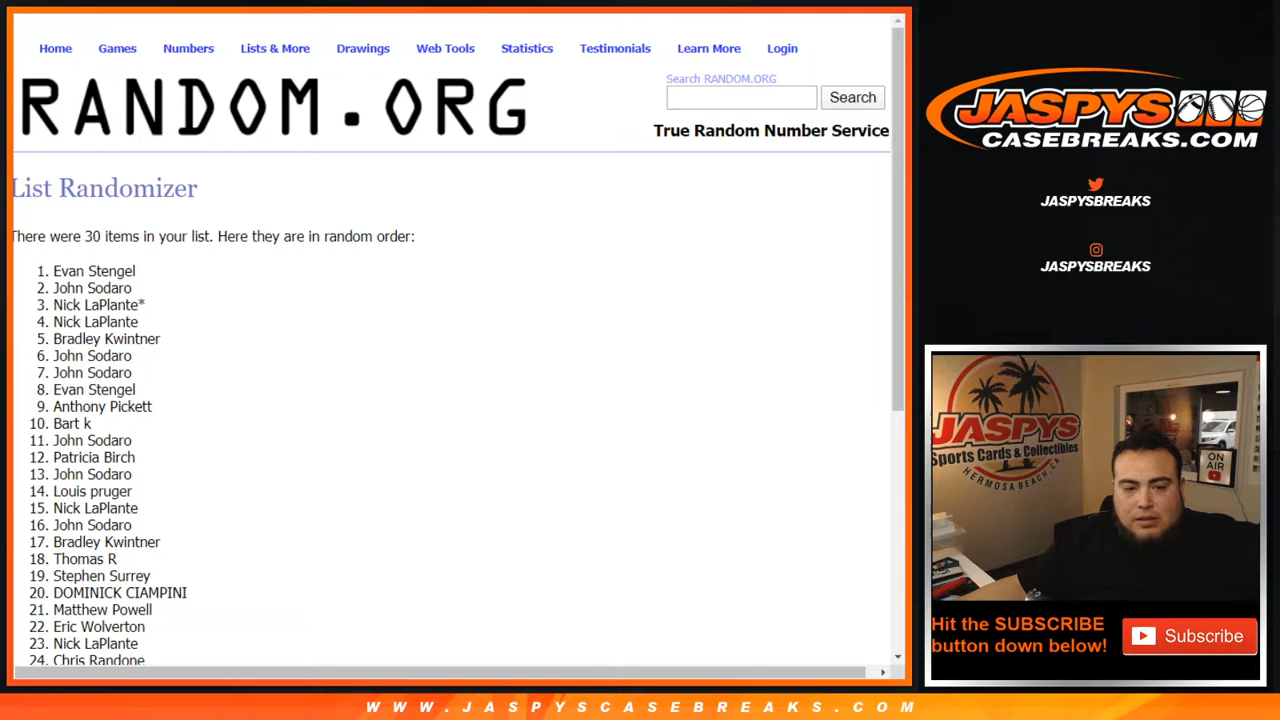 Home Games Numbers Lists & More Drawings Web Tools Statistics Testimonials Learn More Login
RANDOM.ORG
Search RANDOM.ORG
Search
True Random Number Service
List Randomizer
There were 30 items in your list. Here they are in random order:
1. Evan Stengel
2. John Sodaro
3. Nick LaPlante*
4. Nick LaPlante
5. Bradley Kwintner
6. John Sodaro
7. John Sodaro
8. Evan Stengel
9. Anthony Pickett
10. Bart k
11. John Sodaro
12. Patricia Birch
13. John Sodaro
14. Louis pruger
15. Nick LaPlante
16. John Sodaro
17. Bradley Kwintner
18. Thomas R
19. Stephen Surrey
20. DOMINICK CIAMPINI
21. Matthew Powell
22. Eric Wolverton
23. Nick LaPlante
24. Chris Randone
JASPYS
CASEBREAKS.COM
JASPYSBREAKS
JASPYSBREAKS
JASPYS
Sports Cards & Collectibles
HERMOSA BEACH, CA
ON
AIR
Hit the SUBSCRIBE
button down below!
Subscribe
WWW.JASPYSCASEBREAKS.COM